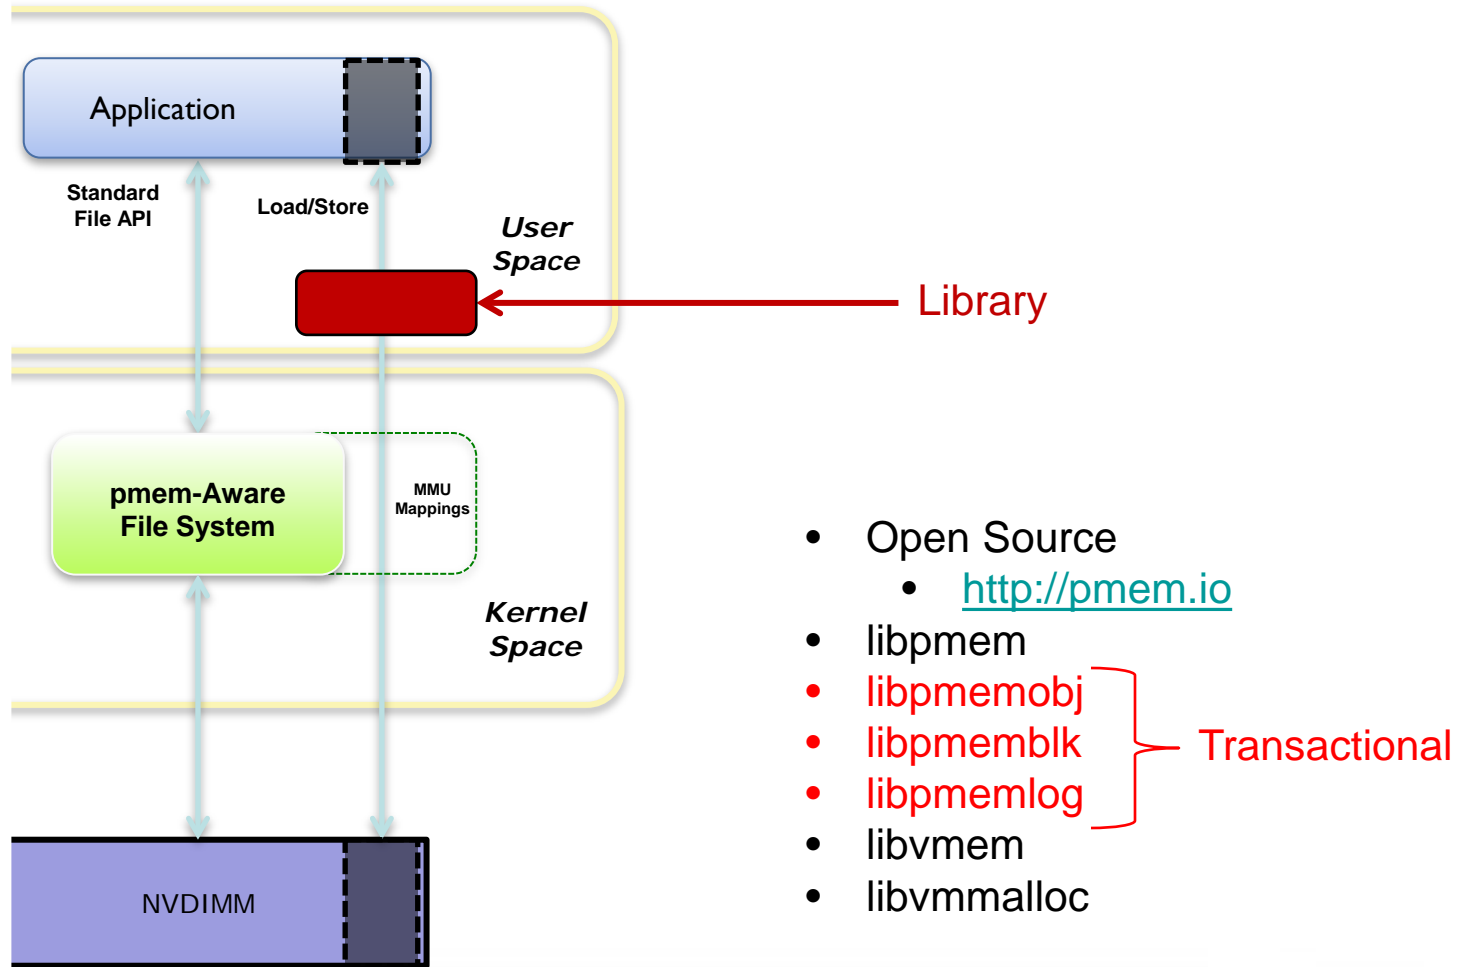 Application
Standard
File API
Load/Store
User
Space
Library
pmem-Aware
File System
MMU
Mappings
Kernel
Space
NVDIMM
• Open Source
• http://pmem.io
• libpmem
• libpmemobj
• libpmemblk
• libpmemlog
Transactional
• libvmem
• libvmmalloc